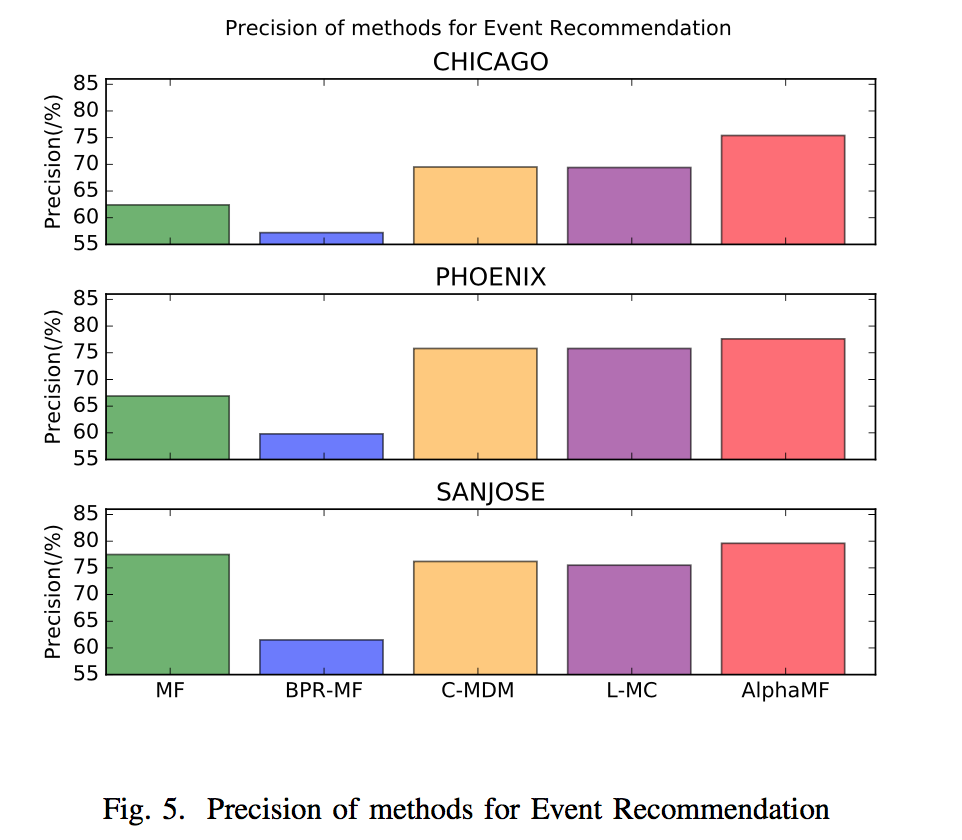 Precision of methods for Event Recommendation
CHICAGO
85
80
75
70
65
60
55
Precision(/%)
PHOENIX
85
80
75
70
65
60
55
Precision(/%)
SANJOSE
85
80
75
70
65
60
55
Precision(/%)
MF BPR-MF C-MDM L-MC AlphaMF
Fig. 5. Precision of methods for Event Recommendation